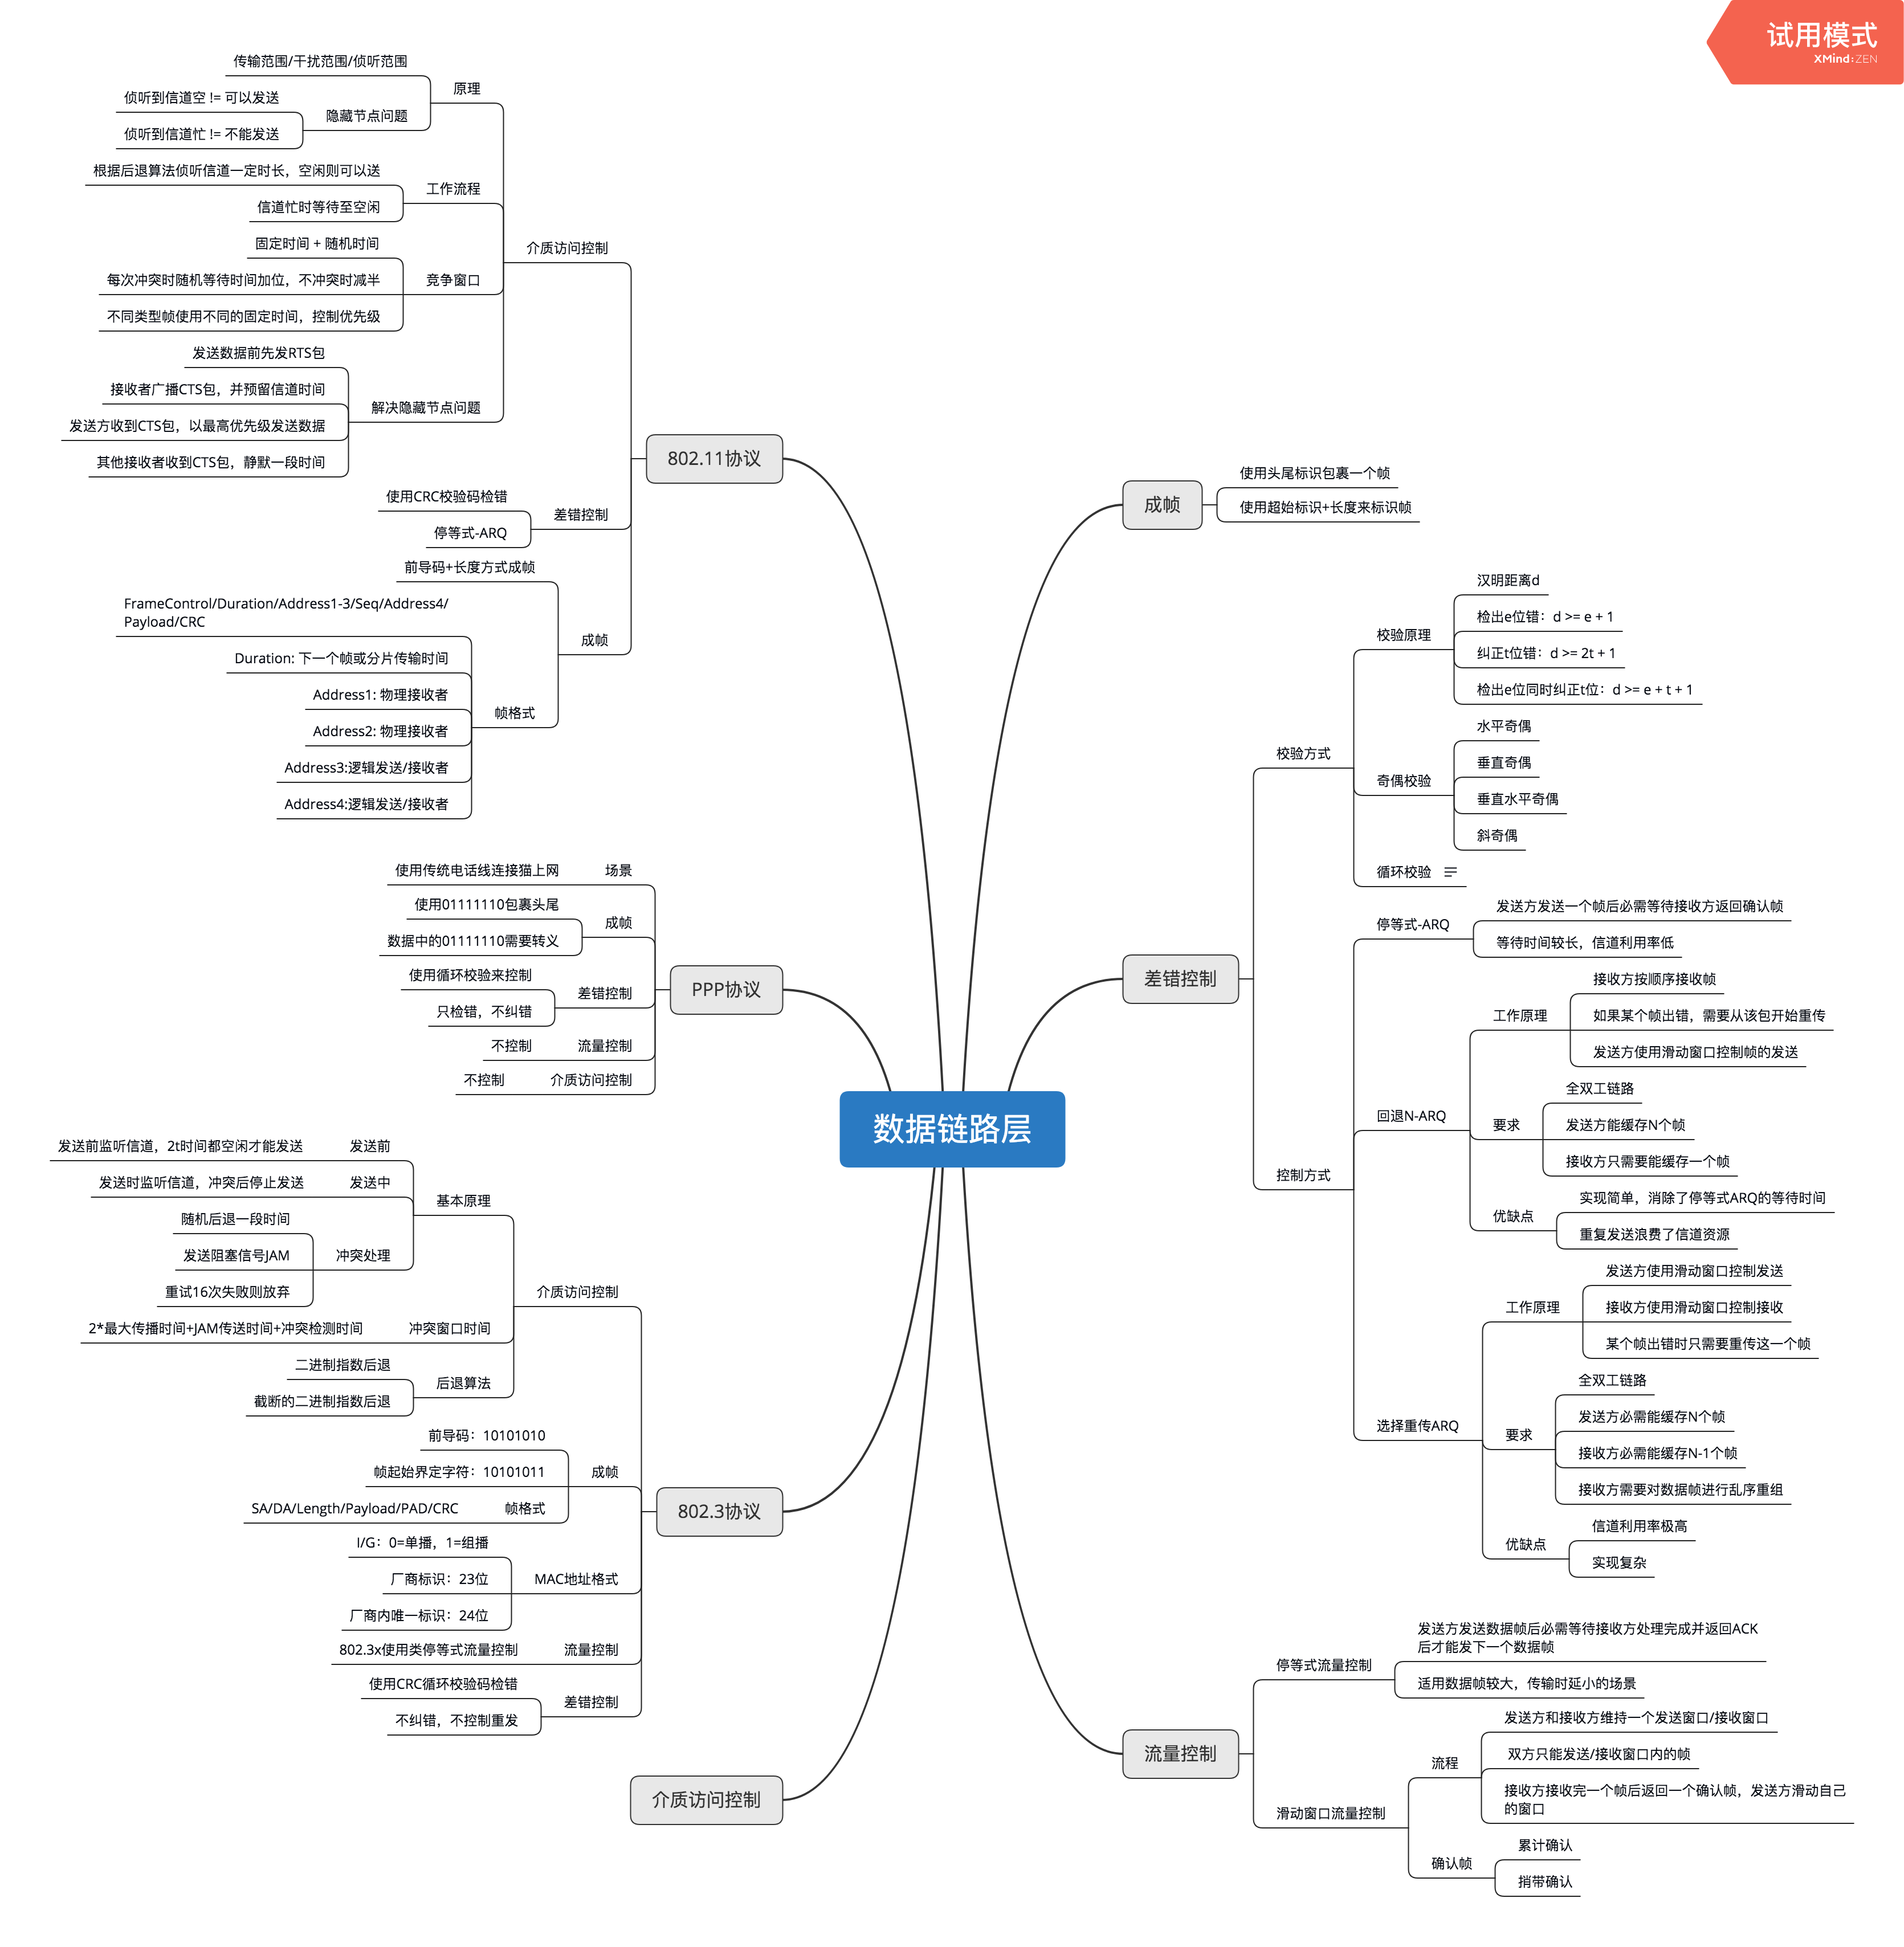 试用模式
XMind:ZEN
数据链路层
成帧
使用头尾标识包裹一个帧
使用超始标识+长度来标识帧
差错控制
校验方式
校验原理
汉明距离d
检出e位错：d >= e + 1
纠正t位错：d >= 2t + 1
检出e位同时纠正t位：d >= e + t + 1
奇偶校验
水平奇偶
垂直奇偶
垂直水平奇偶
斜奇偶
循环校验
控制方式
停等式-ARQ
发送方发送一个帧后必需等待接收方返回确认帧
等待时间较长，信道利用率低
回退N-ARQ
工作原理
接收方按顺序接收帧
如果某个帧出错，需要从该包开始重传
发送方使用滑动窗口控制帧的发送
要求
全双工链路
发送方能缓存N个帧
接收方只需要能缓存一个帧
优缺点
实现简单，消除了停等式ARQ的等待时间
重复发送浪费了信道资源
选择重传ARQ
工作原理
发送方使用滑动窗口控制发送
接收方使用滑动窗口控制接收
某个帧出错时只需要重传这一个帧
要求
全双工链路
发送方必需能缓存N个帧
接收方必需能缓存N-1个帧
接收方需要对数据帧进行乱序重组
优缺点
信道利用率极高
实现复杂
流量控制
停等式流量控制
发送方发送数据帧后必需等待接收方处理完成并返回ACK
后才能发下一个数据帧
适用数据帧较大，传输时延小的场景
滑动窗口流量控制
流程
发送方和接收方维持一个发送窗口/接收窗口
双方只能发送/接收窗口内的帧
接收方接收完一个帧后返回一个确认帧，发送方滑动自己
的窗口
确认帧
累计确认
捎带确认
802.11协议
介质访问控制
原理
传输范围/干扰范围/侦听范围
隐藏节点问题
侦听到信道空 != 可以发送
侦听到信道忙 != 不能发送
工作流程
根据后退算法侦听信道一定时长，空闲则可以送
信道忙时等待至空闲
竞争窗口
固定时间 + 随机时间
每次冲突时随机等待时间加位，不冲突时减半
不同类型帧使用不同的固定时间，控制优先级
解决隐藏节点问题
发送数据前先发RTS包
接收者广播CTS包，并预留信道时间
发送方收到CTS包，以最高优先级发送数据
其他接收者收到CTS包，静默一段时间
差错控制
使用CRC校验码检错
停等式-ARQ
成帧
前导码+长度方式成帧
帧格式
FrameControl/Duration/Address1-3/Seq/Address4/
Payload/CRC
Duration: 下一个帧或分片传输时间
Address1: 物理接收者
Address2: 物理接收者
Address3:逻辑发送/接收者
Address4:逻辑发送/接收者
PPP协议
场景
使用传统电话线连接猫上网
成帧
使用01111110包裹头尾
数据中的01111110需要转义
差错控制
使用循环校验来控制
只检错，不纠错
流量控制
不控制
介质访问控制
不控制
802.3协议
介质访问控制
基本原理
发送前
发送前监听信道，2t时间都空闲才能发送
发送中
发送时监听信道，冲突后停止发送
冲突处理
随机后退一段时间
发送阻塞信号JAM
重试16次失败则放弃
冲突窗口时间
2*最大传播时间+JAM传送时间+冲突检测时间
后退算法
二进制指数后退
截断的二进制指数后退
成帧
前导码：10101010
帧起始界定字符：10101011
帧格式
SA/DA/Length/Payload/PAD/CRC
MAC地址格式
I/G：0=单播，1=组播
厂商标识：23位
厂商内唯一标识：24位
流量控制
802.3x使用类停等式流量控制
差错控制
使用CRC循环校验码检错
不纠错，不控制重发
介质访问控制